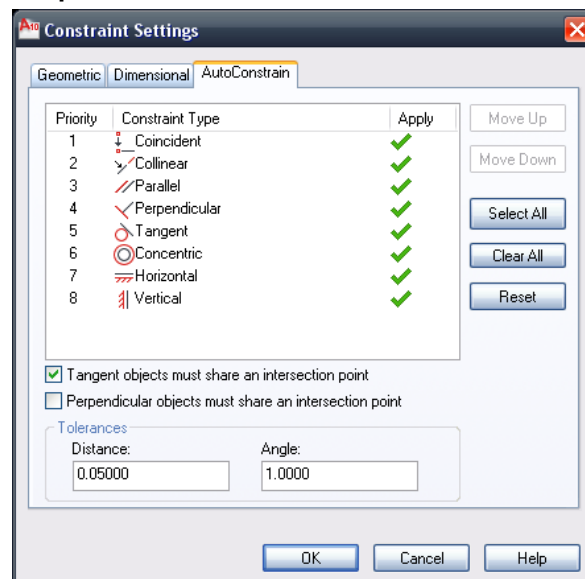 A10 Constraint Settings
Geometric Dimensional AutoConstrain
Priority Constraint Type Apply
1 Coincident
2 Collinear
3 Parallel
4 Perpendicular
5 Tangent
6 Concentric
7 Horizontal
8 Vertical
Move Up
Move Down
Select All
Clear All
Reset
Tangent objects must share an intersection point
Perpendicular objects must share an intersection point
Tolerances
Distance: Angle:
0.05000 1.0000
OK Cancel Help